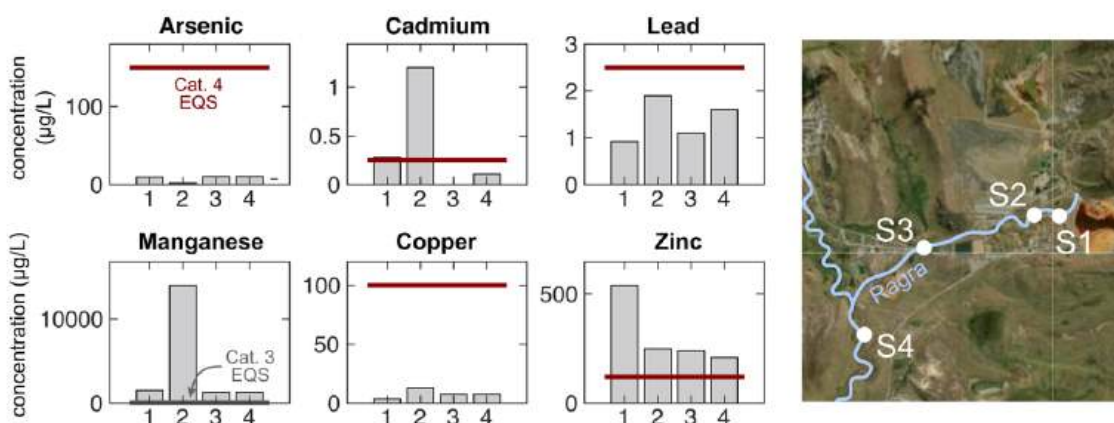 Arsenic
concentration
(µg/L)
100
0
Cat. 4
EQS
1 2 3 4
Cadmium
1
0.5
0
1 2 3 4
Lead
3
2
1
0
1 2 3 4
Manganese
concentration (µg/L)
10000
0
Cat. 3
EQS
1 2 3 4
Copper
100
50
0
1 2 3 4
Zinc
500
0
1 2 3 4
S2
S1
S3
Ragra
S4